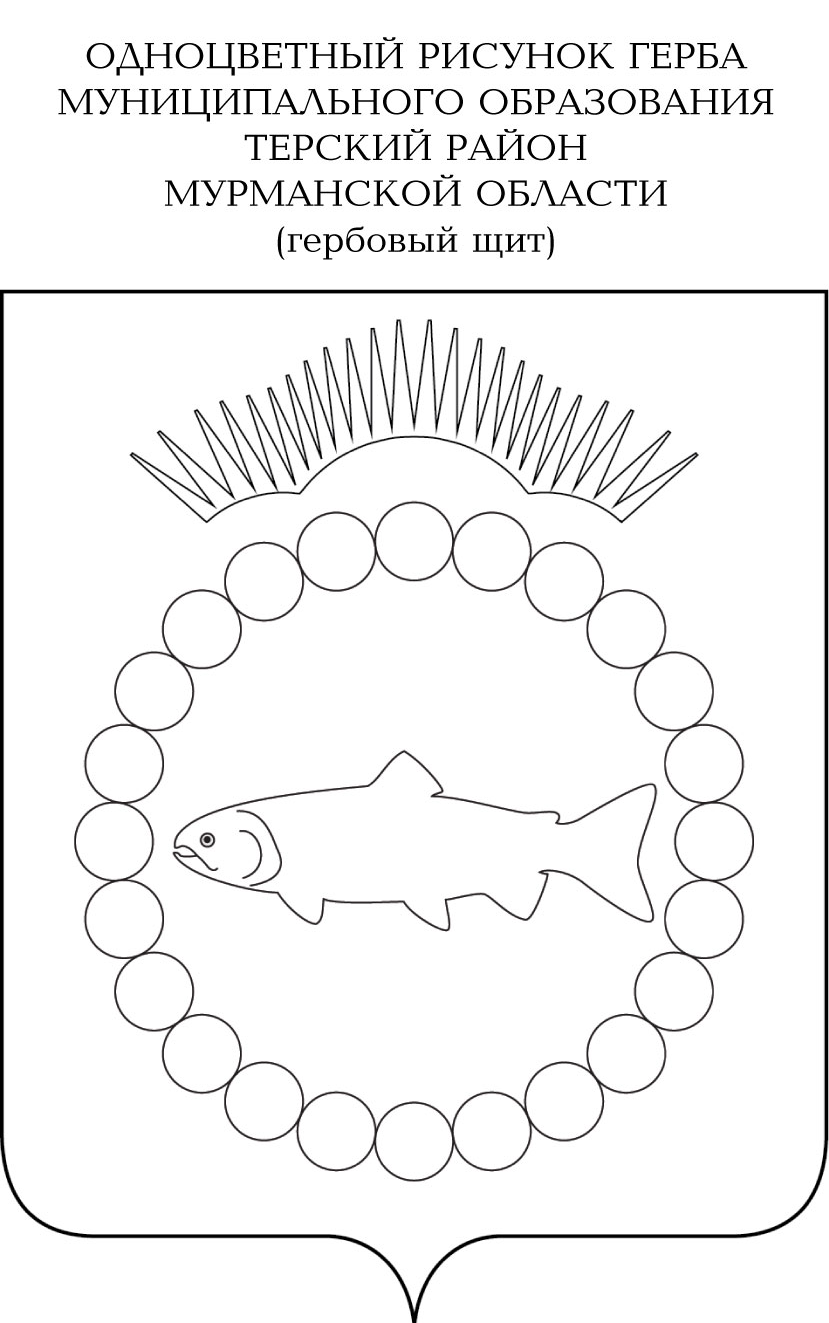 ОДНОЦВЕТНЫЙ РИСУНОК ГЕРБА
МУНИЦИПАЛЬНОГО ОБРАЗОВАНИЯ
ТЕРСКИЙ РАЙОН
МУРМАНСКОЙ ОБЛАСТИ
(гербовый щит)